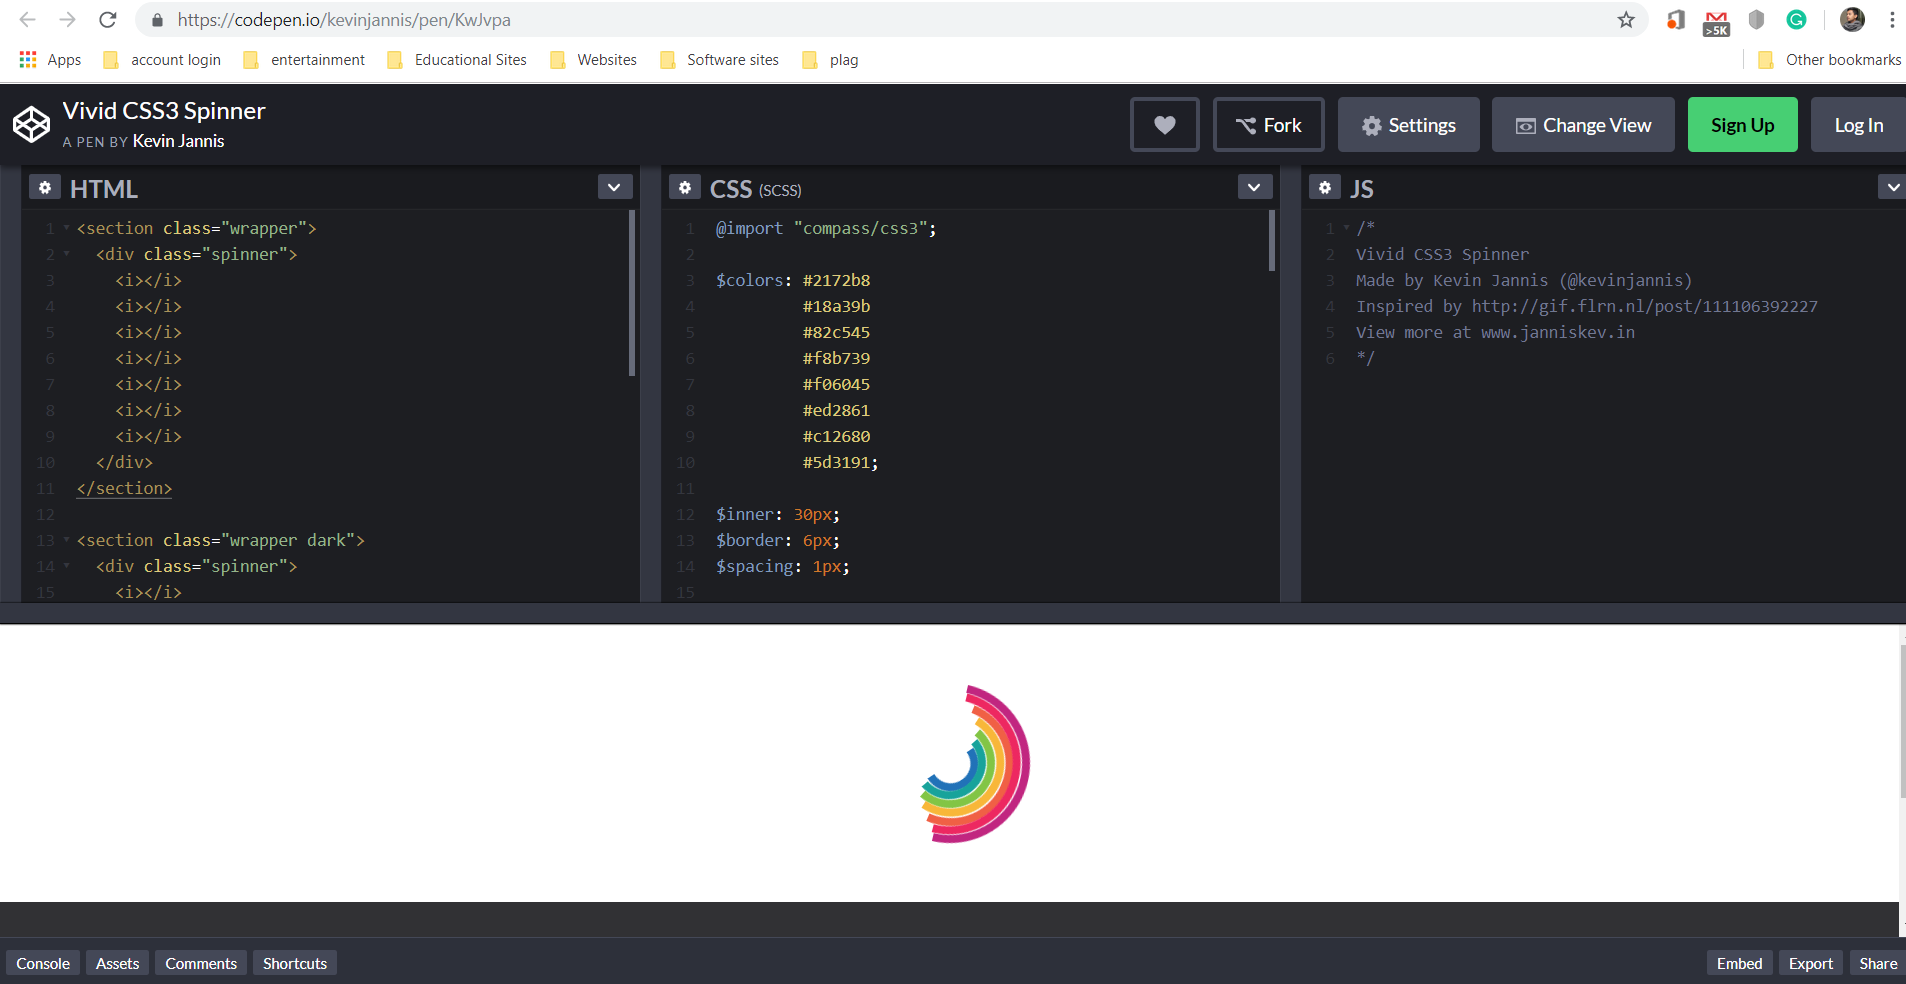 https://codepen.io/kevinjannis/pen/KwJvpa
>5K
G
Apps account login entertainment Educational Sites Websites Software sites plag Other bookmarks
Vivid CSS3 Spinner
A PEN BY Kevin Jannis
Fork Settings Change View Sign Up Log In
HTML
1 <section class="wrapper">
2 <div class="spinner">
3 <i></i>
4 <i></i>
5 <i></i>
6 <i></i>
7 <i></i>
8 <i></i>
9 <i></i>
10 </div>
11 </section>
12
13 <section class="wrapper dark">
14 <div class="spinner">
15 <i></i>
CSS (SCSS)
1 @import "compass/css3";
2
3 $colors: #2172b8
4 #18a39b
5 #82c545
6 #f8b739
7 #f06045
8 #ed2861
9 #c12680
10 #5d3191;
11
12 $inner: 30px;
13 $border: 6px;
14 $spacing: 1px;
15
JS
1 /*
2 Vivid CSS3 Spinner
3 Made by Kevin Jannis (@kevinjannis)
4 Inspired by http://gif.flrn.nl/post/111106392227
5 View more at www.janniskev.in
6 */
Console Assets Comments Shortcuts Embed Export Share